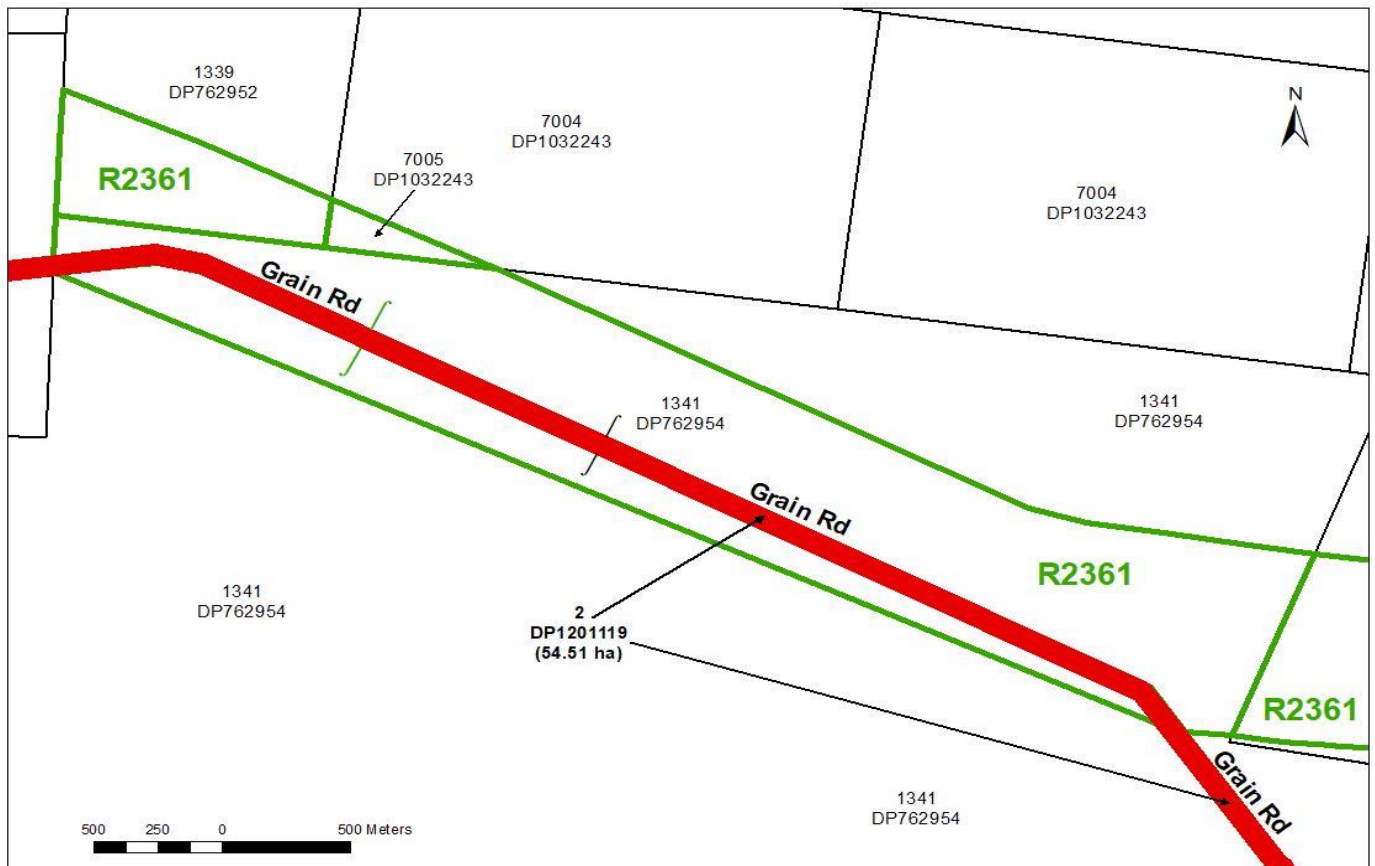 1339
DP762952
7004
DP1032243
N
7005
DP1032243
R2361
7004
DP1032243
Grain Rd
1341
DP762954
1341
DP762954
Grain Rd
R2361
1341
DP762954
2
DP1201119
(54.51 ha)
R2361
Grain Rd
1341
DP762954
500 250 0 500 Meters